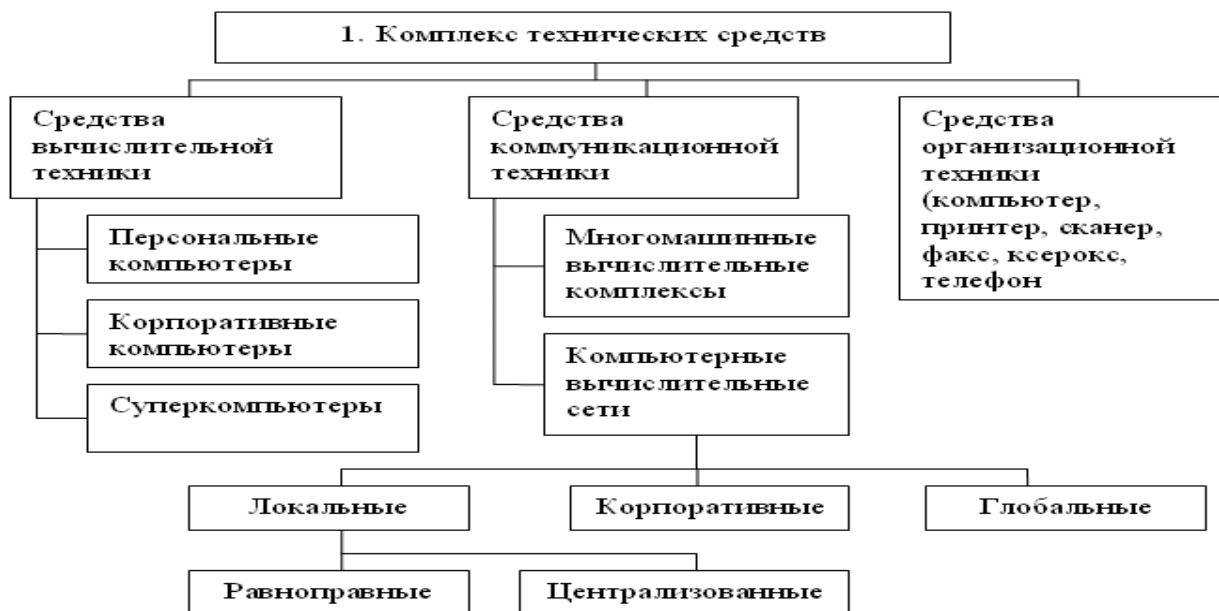 1. Комплекс технических средств
Средства
вычислительной
техники
Средства
коммуникационной
техники
Средства
организационной
техники
(компьютер,
принтер, сканер,
факс, ксерокс,
телефон
Персональные
компьютеры
Корпоративные
компьютеры
Суперкомпьютеры
Многомашинные
вычислительные
комплексы
Компьютерные
вычислительные
сети
Локальные
Корпоративные
Глобальные
Равноправные
Централизованные